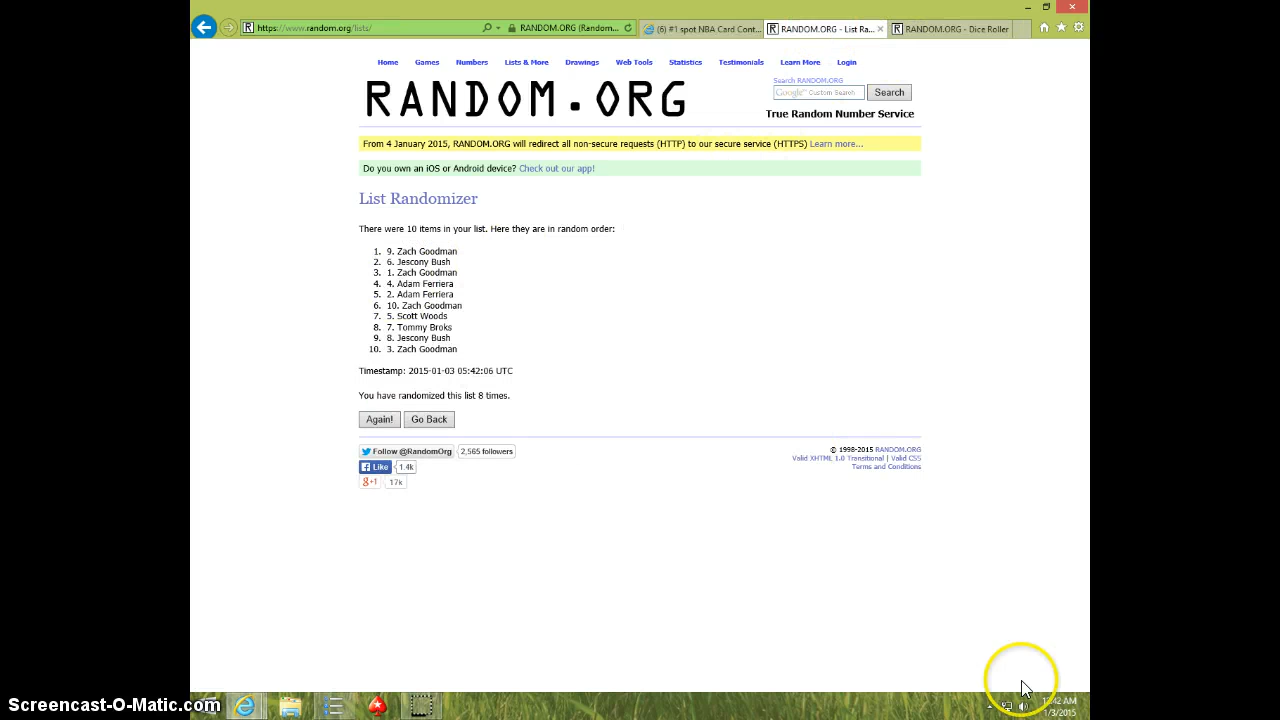 https://www.random.org/lists/
RANDOM.ORG (Random...
(6) #1 spot NBA Card Cont...
RANDOM.ORG - List Ra...
RANDOM.ORG - Dice Roller
Home Games Numbers Lists & More Drawings Web Tools Statistics Testimonials Learn More Login
RANDOM.ORG
Search RANDOM.ORG
Google™ Custom Search Search
True Random Number Service
From 4 January 2015, RANDOM.ORG will redirect all non-secure requests (HTTP) to our secure service (HTTPS) Learn more...
Do you own an iOS or Android device? Check out our app!
List Randomizer
There were 10 items in your list. Here they are in random order:
1. 9. Zach Goodman
2. 6. Jescony Bush
3. 1. Zach Goodman
4. 4. Adam Ferriera
5. 2. Adam Ferriera
6. 10. Zach Goodman
7. 5. Scott Woods
8. 7. Tommy Broks
9. 8. Jescony Bush
10. 3. Zach Goodman
Timestamp: 2015-01-03 05:42:06 UTC
You have randomized this list 8 times.
Again! Go Back
Follow @RandomOrg 2,565 followers
Like 1.4k
g+1 17k
© 1998-2015 RANDOM.ORG
Valid XHTML 1.0 Transitional | Valid CSS
Terms and Conditions
12:42 AM
1/3/2015
Screencast-O-Matic.com